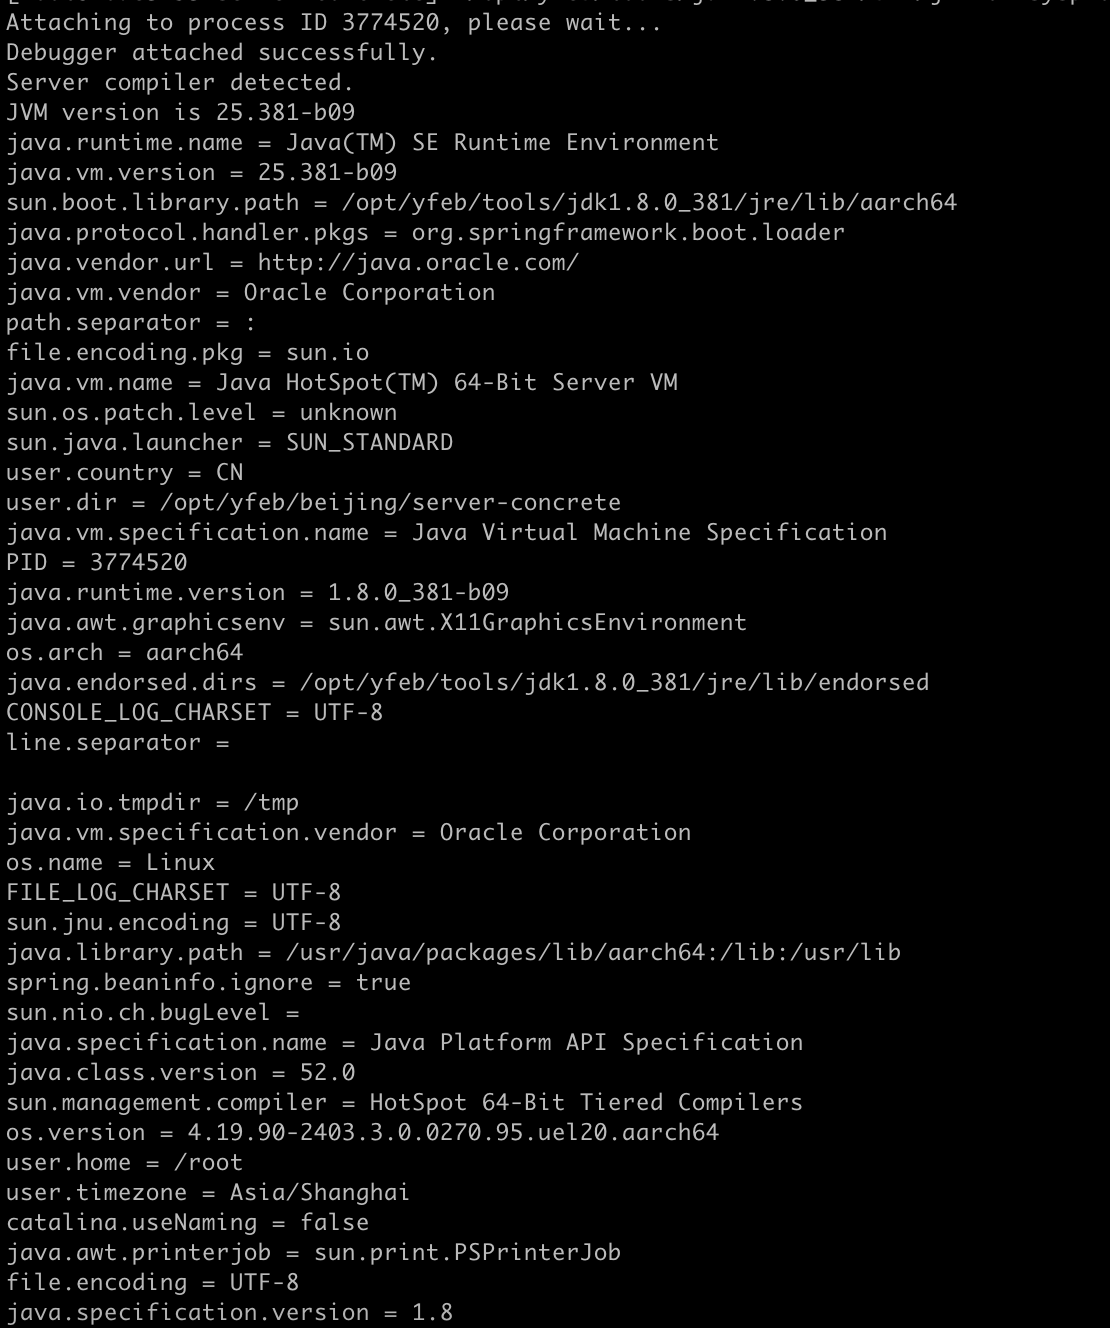 Attaching to process ID 3774520, please wait...
Debugger attached successfully.
Server compiler detected.
JVM version is 25.381-b09
java.runtime.name = Java(TM) SE Runtime Environment
java.vm.version = 25.381-b09
sun.boot.library.path = /opt/yfeb/tools/jdk1.8.0_381/jre/lib/aarch64
java.protocol.handler.pkgs = org.springframework.boot.loader
java.vendor.url = http://java.oracle.com/
java.vm.vendor = Oracle Corporation
path.separator = :
file.encoding.pkg = sun.io
java.vm.name = Java HotSpot(TM) 64-Bit Server VM
sun.os.patch.level = unknown
sun.java.launcher = SUN_STANDARD
user.country = CN
user.dir = /opt/yfeb/beijing/server-concrete
java.vm.specification.name = Java Virtual Machine Specification
PID = 3774520
java.runtime.version = 1.8.0_381-b09
java.awt.graphicsenv = sun.awt.X11GraphicsEnvironment
os.arch = aarch64
java.endorsed.dirs = /opt/yfeb/tools/jdk1.8.0_381/jre/lib/endorsed
CONSOLE_LOG_CHARSET = UTF-8
line.separator =
java.io.tmpdir = /tmp
java.vm.specification.vendor = Oracle Corporation
os.name = Linux
FILE_LOG_CHARSET = UTF-8
sun.jnu.encoding = UTF-8
java.library.path = /usr/java/packages/lib/aarch64:/lib:/usr/lib
spring.beaninfo.ignore = true
sun.nio.ch.bugLevel =
java.specification.name = Java Platform API Specification
java.class.version = 52.0
sun.management.compiler = HotSpot 64-Bit Tiered Compilers
os.version = 4.19.90-2403.3.0.0270.95.uel20.aarch64
user.home = /root
user.timezone = Asia/Shanghai
catalina.useNaming = false
java.awt.printerjob = sun.print.PSPrinterJob
file.encoding = UTF-8
java.specification.version = 1.8